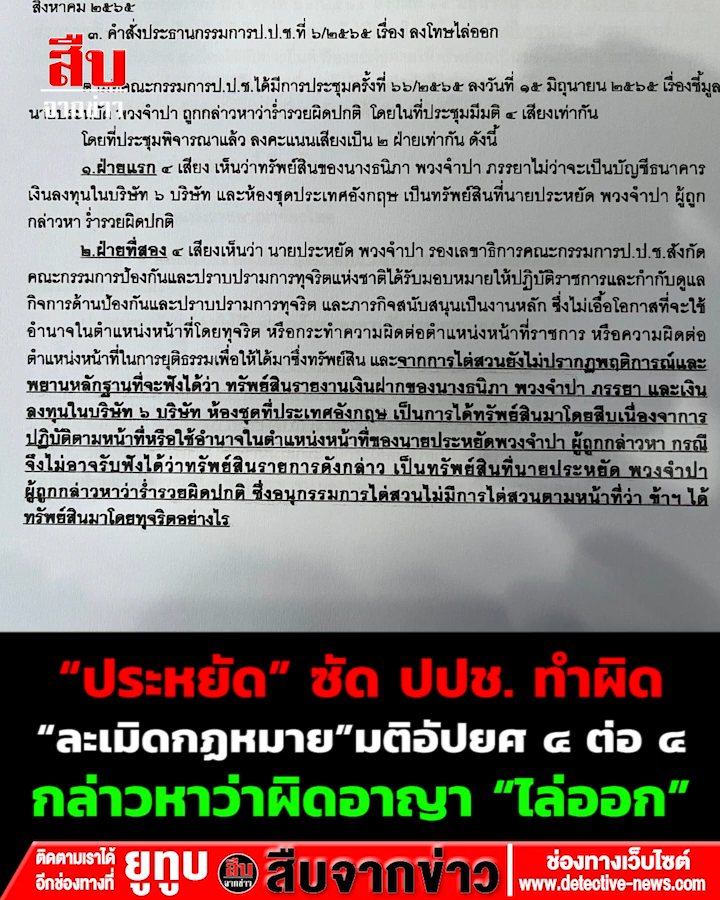 สิงหาคม ๒๕๖๕
๓. คำสั่งประธานกรรมการป.ป.ช.ที่ ๖/๒๕๖๕ เรื่อง ลงโทษไล่ออก
สืบ
จากข่าว
คณะกรรมการป.ป.ช.ได้มีการประชุมครั้งที่ ๖๖/๒๕๖๕ ลงวันที่ ๑๕ มิถุนายน ๒๕๖๕ เรื่องชี้มูล
พวงจำปา ถูกกล่าวหาว่าร่ำรวยผิดปกติ โดยในที่ประชุมมีมติ ๔ เสียงเท่ากัน
โดยที่ประชุมพิจารณาแล้ว ลงคะแนนเสียงเป็น ๒ ฝ่ายเท่ากัน ดังนี้
๑.ฝ่ายแรก ๔ เสียง เห็นว่าทรัพย์สินของนางธนิภา พวงจำปา ภรรยาไม่ว่าจะเป็นบัญชีธนาคาร
เงินลงทุนในบริษัท ๖ บริษัท และห้องชุดประเทศอังกฤษ เป็นทรัพย์สินที่นายประหยัด พวงจำปา ผู้ถูก
กล่าวหา ร่ำรวยผิดปกติ
๒.ฝ่ายที่สอง ๔ เสียงเห็นว่า นายประหยัด พวงจำปา รองเลขาธิการคณะกรรมการป.ป.ช.สังกัด
คณะกรรมการป้องกันและปราบปรามการทุจริตแห่งชาติได้รับมอบหมายให้ปฏิบัติราชการและกำกับดูแล
กิจการด้านป้องกันและปราบปรามการทุจริต และภารกิจสนับสนุนเป็นงานหลัก ซึ่งไม่เอื้อโอกาสที่จะใช้
อำนาจในตำแหน่งหน้าที่โดยทุจริต หรือกระทำความผิดต่อตำแหน่งหน้าที่ราชการ หรือความผิดต่อ
ตำแหน่งหน้าที่ในการยุติธรรมเพื่อให้ได้มาซึ่งทรัพย์สิน และจากการไต่สวนยังไม่ปรากฏพฤติการณ์และ
พยานหลักฐานที่จะฟังได้ว่า ทรัพย์สินรายงานเงินฝากของนางธนิภา พวงจำปา ภรรยา และเงิน
ลงทุนในบริษัท ๖ บริษัท ห้องชุดที่ประเทศอังกฤษ เป็นการได้ทรัพย์สินมาโดยสืบเนื่องจาการ
ปฏิบัติตามหน้าที่หรือใช้อำนาจในตำแหน่งหน้าที่ของนายประหยัดพวงจำปา ผู้ถูกกล่าวหา กรณี
จึงไม่อาจรับฟังได้ว่าทรัพย์สินรายการดังกล่าว เป็นทรัพย์สินที่นายประหยัด พวงจำปา
ผู้ถูกกล่าวหาว่าร่ำรวยผิดปกติ ซึ่งอนุกรรมการไต่สวนไม่มีการไต่สวนตามหน้าที่ว่า ข้าฯ ได้
ทรัพย์สินมาโดยทุจริตอย่างไร
“ประหยัด” ซัด ปปช. ทำผิด
“ละเมิดกฎหมาย”มติอัปยศ ๔ ต่อ ๔
กล่าวหาว่าผิดอาญา “ไล่ออก”
ติดตามเราได้
อีกช่องทางที่
ยูทูบ
สืบ
จากข่าว
สืบจากข่าว
ช่องทางเว็บไซต์
www.detective-news.com